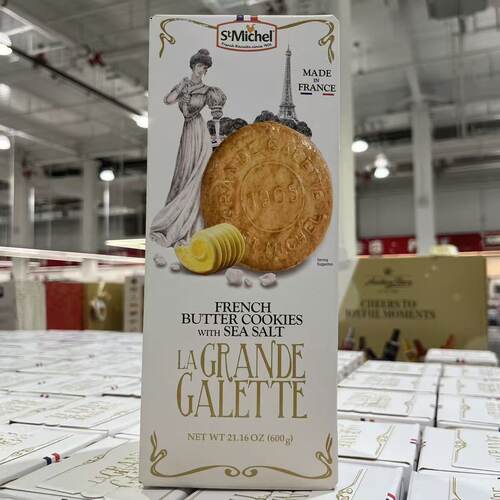 St Michel
French Biscuits since 1905
MADE
IN
FRANCE
GRANDE GALETTE
1905
ST MICHEL
Serving
Suggestion
FRENCH
BUTTER COOKIES
WITH SEA SALT
LA GRANDE
GALETTE
NET WT 21.16 OZ (600g)
CHEERS TO
JOYFUL MOMENTS